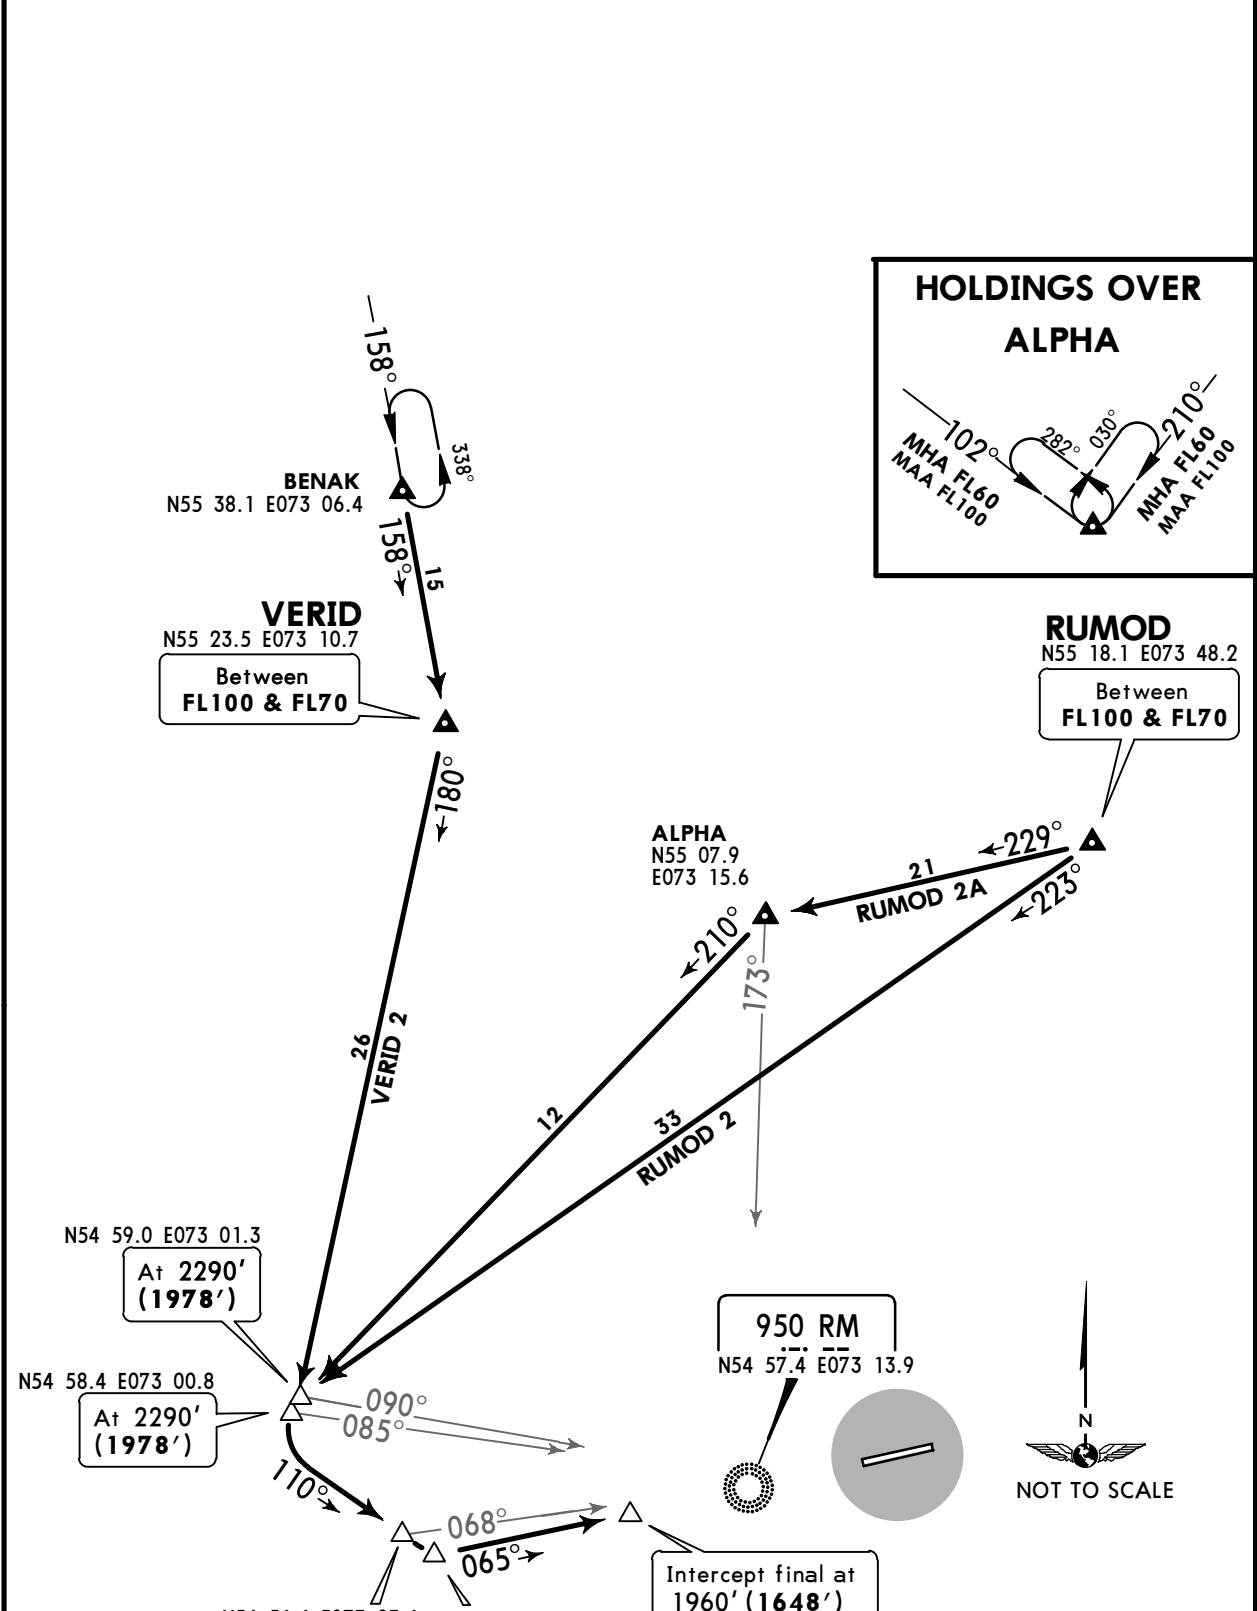 HOLDINGS OVER
ALPHA
102°
MHA FL60
MAA FL100
282°
030°
210°
MHA FL60
MAA FL100
158°
338°
BENAK
N55 38.1 E073 06.4
158°
15
VERID
N55 23.5 E073 10.7
Between
FL100 & FL70
RUMOD
N55 18.1 E073 48.2
Between
FL100 & FL70
180°
ALPHA
N55 07.9
E073 15.6
229°
21
RUMOD 2A
223°
210°
173°
26
VERID 2
12
33
RUMOD 2
N54 59.0 E073 01.3
At 2290'
(1978')
950 RM
N54 57.4 E073 13.9
N54 58.4 E073 00.8
At 2290'
(1978')
090°
085°
N
NOT TO SCALE
110°
068°
065°
Intercept final at
1960' (1648')